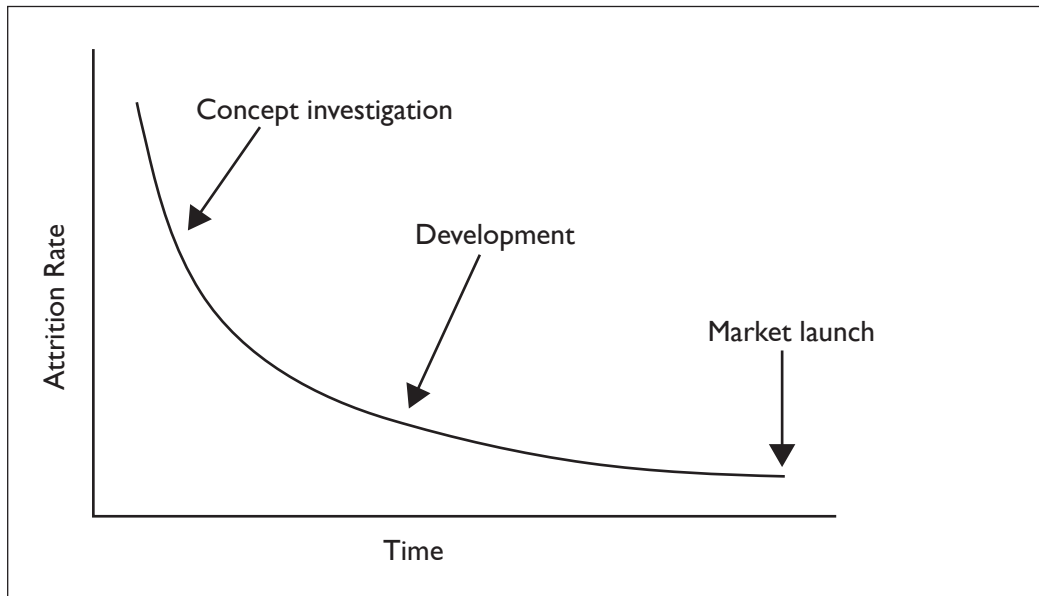 Concept investigation
Development
Market launch
Attrition Rate
Time